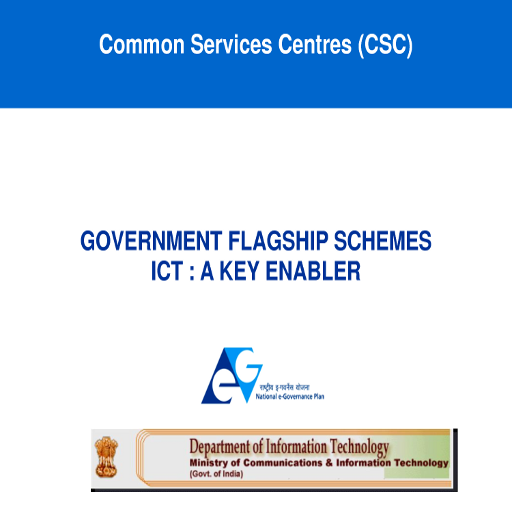 Common Services Centres (CSC)
GOVERNMENT FLAGSHIP SCHEMES
ICT : A KEY ENABLER
eG
राष्ट्रीय ई-गवर्नेंस योजना
National e-Governance Plan
Department of Information Technology
Ministry of Communications & Information Technology
(Govt. of India)